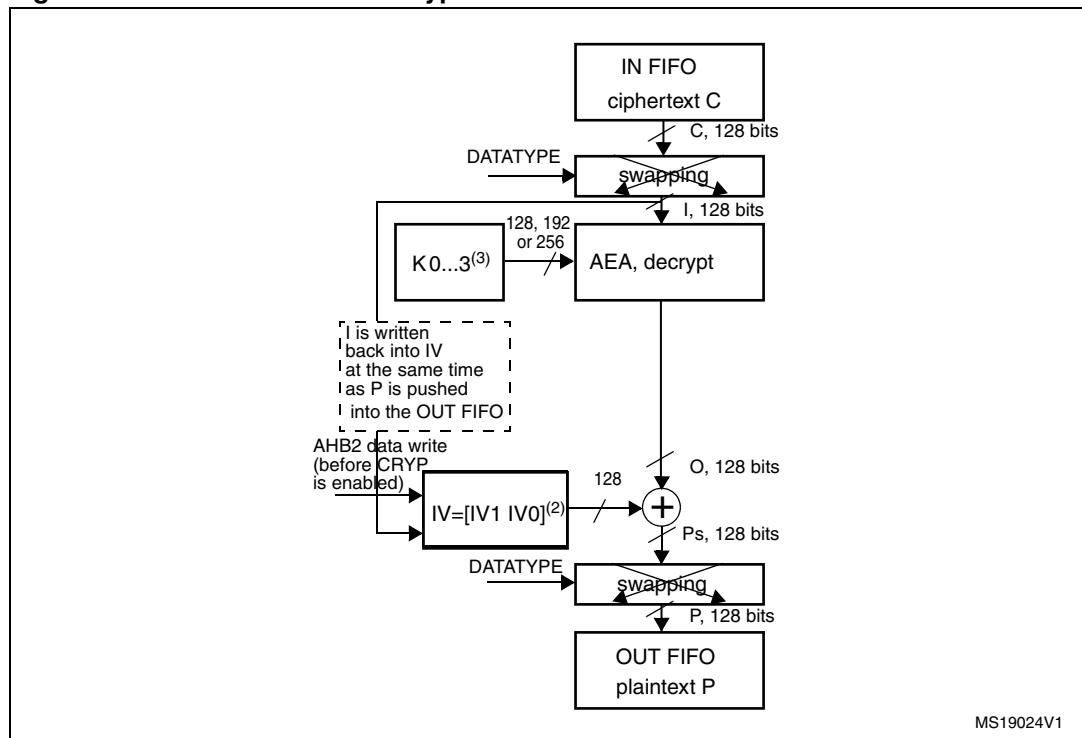 IN FIFO
ciphertext C
C, 128 bits
DATATYPE
swapping
I, 128 bits
128, 192
or 256
K 0...3(3)
AEA, decrypt
I is written
back into IV
at the same time
as P is pushed
into the OUT FIFO
AHB2 data write
(before CRYP
is enabled)
IV=[IV1 IV0](2)
128
O, 128 bits
+
Ps, 128 bits
DATATYPE
swapping
P, 128 bits
OUT FIFO
plaintext P
MS19024V1